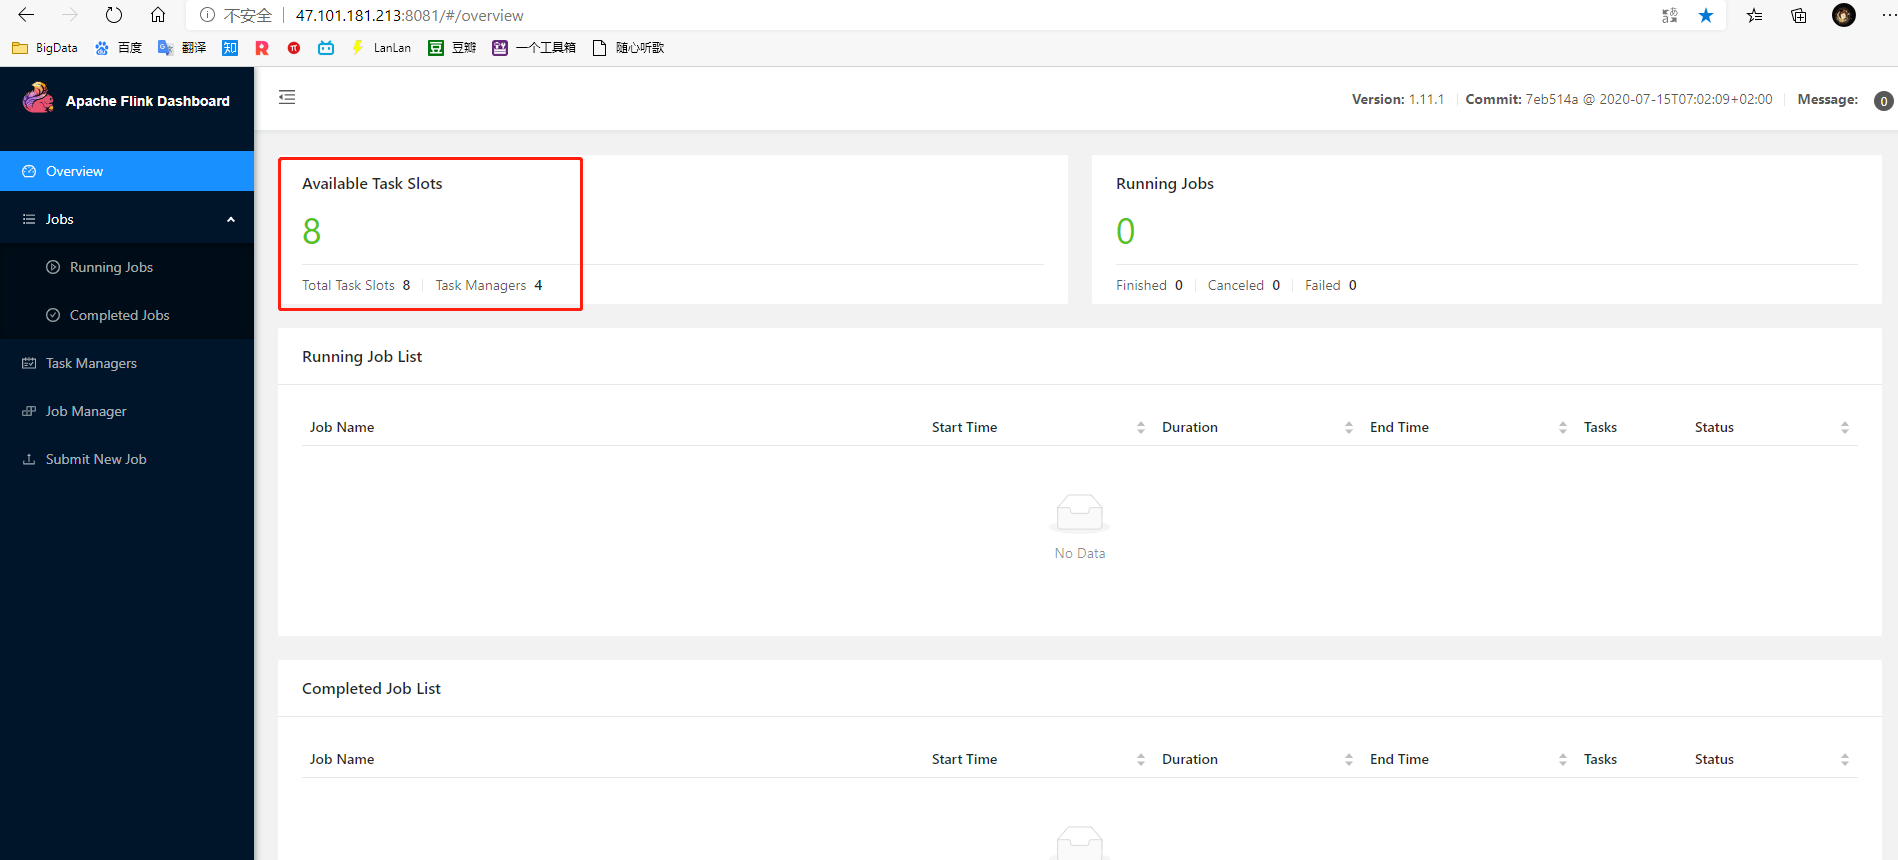 不安全 47.101.181.213:8081/#/overview
BigData 百度 翻译 知 LanLan 豆 豆瓣 一个工具箱 随心听歌
Apache Flink Dashboard
Version: 1.11.1 Commit: 7eb514a @ 2020-07-15T07:02:09+02:00 Message: 0
Overview
Jobs
Running Jobs
Completed Jobs
Task Managers
Job Manager
Submit New Job
Available Task Slots
8
Total Task Slots 8 Task Managers 4
Running Jobs
0
Finished 0 Canceled 0 Failed 0
Running Job List
Job Name Start Time Duration End Time Tasks Status
No Data
Completed Job List
Job Name Start Time Duration End Time Tasks Status